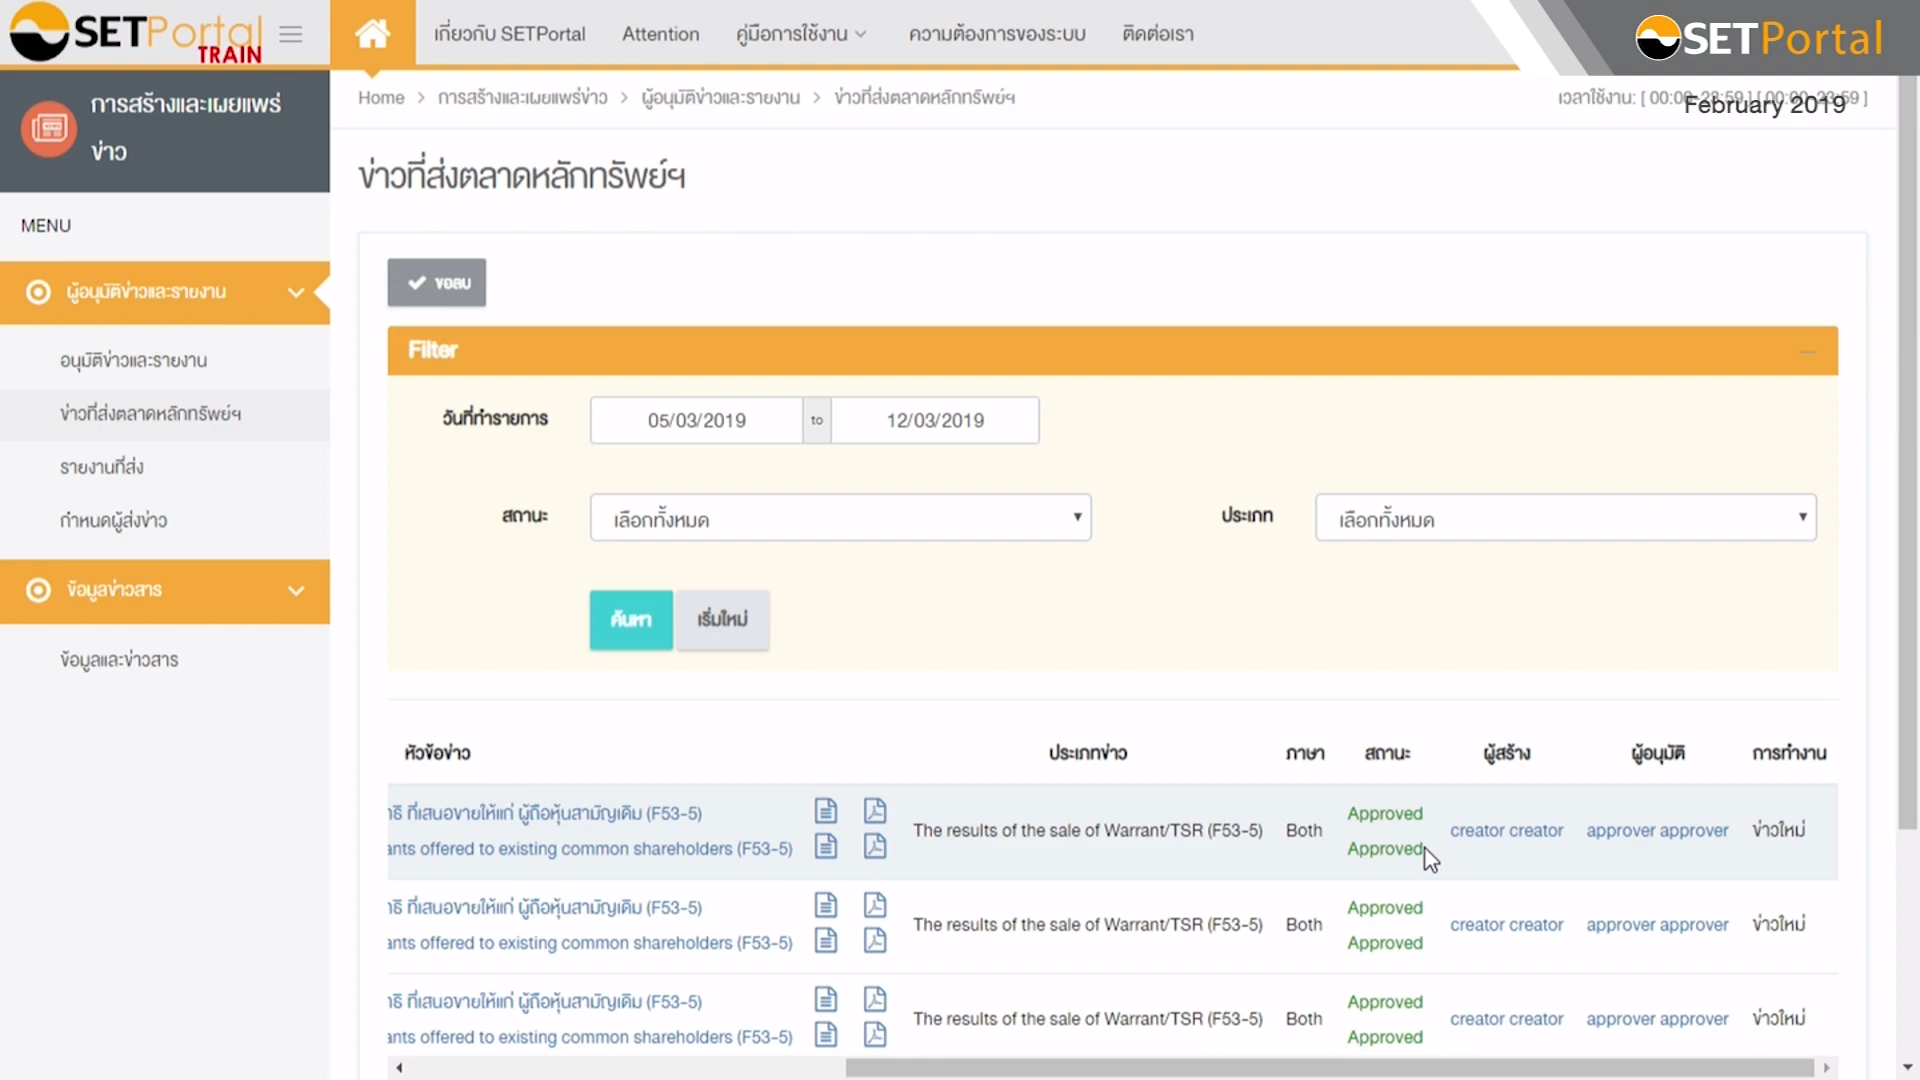 SETPortal
TRAIN
เกี่ยวกับ SETPortal
Attention
คู่มือการใช้งาน
ความต้องการของระบบ
ติดต่อเรา
SETPortal
การสร้างและเผยแพร่
ข่าว
Home > การสร้างและเผยแพร่ข่าว > ผู้อนุมัติข่าวและรายงาน > ข่าวที่ส่งตลาดหลักทรัพย์ฯ
เวลาใช้งาน: [ 00:00-23:59 ] [ 00:00-23:59 ]
February 2019
ข่าวที่ส่งตลาดหลักทรัพย์ฯ
MENU
ผู้อนุมัติข่าวและรายงาน
อนุมัติข่าวและรายงาน
ข่าวที่ส่งตลาดหลักทรัพย์ฯ
รายงานที่ส่ง
กำหนดผู้ส่งข่าว
ข้อมูลข่าวสาร
ข้อมูลและข่าวสาร
ขอลบ
Filter
วันที่ทำรายการ 05/03/2019 to 12/03/2019
สถานะ เลือกทั้งหมด ประเภท เลือกทั้งหมด
ค้นหา เริ่มใหม่
หัวข้อข่าว ประเภทข่าว ภาษา สถานะ ผู้สร้าง ผู้อนุมัติ การทำงาน
ที่เสนอขายให้แก่ ผู้ถือหุ้นสามัญเดิม (F53-5) Approved
The results of the sale of Warrant/TSR (F53-5) Both creator creator approver approver ข่าวใหม่
offered to existing common shareholders (F53-5) Approved
ที่เสนอขายให้แก่ ผู้ถือหุ้นสามัญเดิม (F53-5) Approved
The results of the sale of Warrant/TSR (F53-5) Both creator creator approver approver ข่าวใหม่
offered to existing common shareholders (F53-5) Approved
ที่เสนอขายให้แก่ ผู้ถือหุ้นสามัญเดิม (F53-5) Approved
The results of the sale of Warrant/TSR (F53-5) Both creator creator approver approver ข่าวใหม่
offered to existing common shareholders (F53-5) Approved